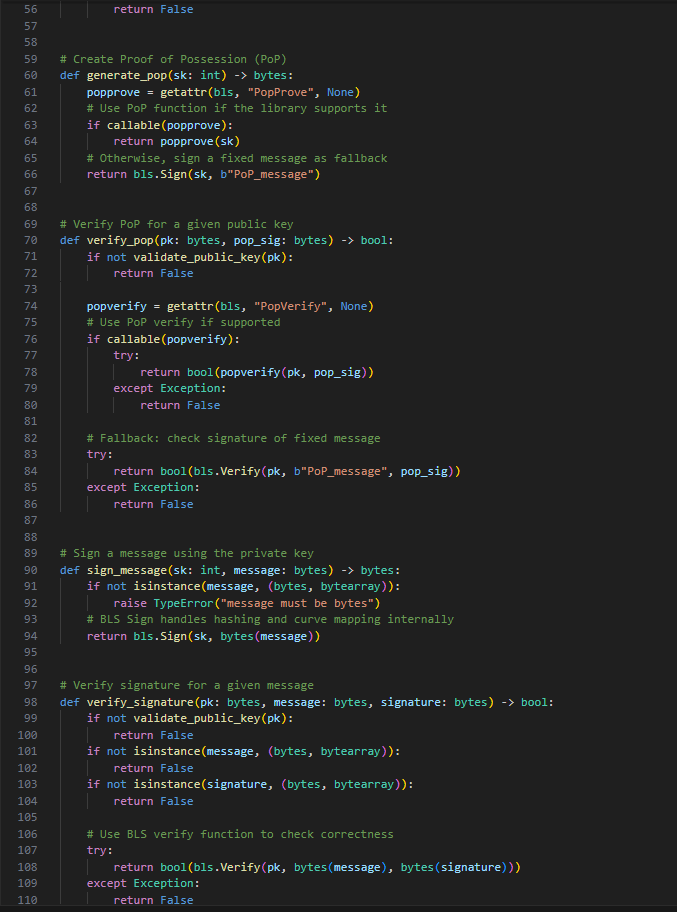 56 return False
57
58
59 # Create Proof of Possession (PoP)
60 def generate_pop(sk: int) -> bytes:
61     popprove = getattr(bls, "PopProve", None)
62     # Use PoP function if the library supports it
63     if callable(popprove):
64         return popprove(sk)
65     # Otherwise, sign a fixed message as fallback
66     return bls.Sign(sk, b"PoP_message")
67
68
69 # Verify PoP for a given public key
70 def verify_pop(pk: bytes, pop_sig: bytes) -> bool:
71     if not validate_public_key(pk):
72         return False
73
74     popverify = getattr(bls, "PopVerify", None)
75     # Use PoP verify if supported
76     if callable(popverify):
77         try:
78             return bool(popverify(pk, pop_sig))
79         except Exception:
80             return False
81
82     # Fallback: check signature of fixed message
83     try:
84         return bool(bls.Verify(pk, b"PoP_message", pop_sig))
85     except Exception:
86         return False
87
88
89 # Sign a message using the private key
90 def sign_message(sk: int, message: bytes) -> bytes:
91     if not isinstance(message, (bytes, bytearray)):
92         raise TypeError("message must be bytes")
93     # BLS Sign handles hashing and curve mapping internally
94     return bls.Sign(sk, bytes(message))
95
96
97 # Verify signature for a given message
98 def verify_signature(pk: bytes, message: bytes, signature: bytes) -> bool:
99     if not validate_public_key(pk):
100         return False
101     if not isinstance(message, (bytes, bytearray)):
102         return False
103     if not isinstance(signature, (bytes, bytearray)):
104         return False
105
106     # Use BLS verify function to check correctness
107     try:
108         return bool(bls.Verify(pk, bytes(message), bytes(signature)))
109     except Exception:
110         return False